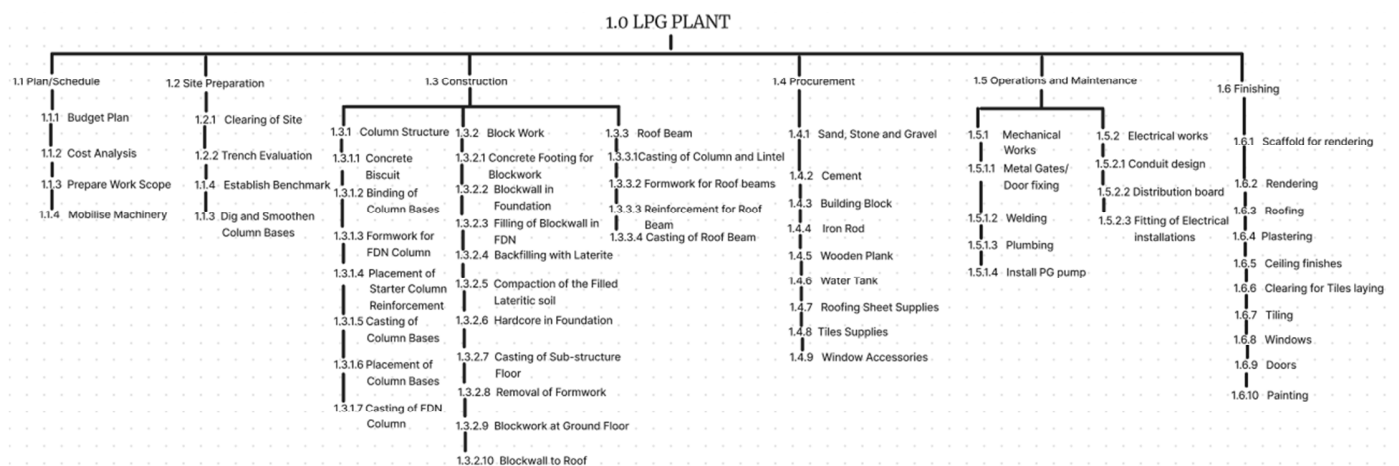 1.0 LPG PLANT
1.1 Plan/Schedule
1.1.1 Budget Plan
1.1.2 Cost Analysis
1.1.3 Prepare Work Scope
1.1.4 Mobilise Machinery
1.2 Site Preparation
1.2.1 Clearing of Site
1.2.2 Trench Evaluation
1.1.4 Establish Benchmark
1.1.3 Dig and Smoothen
Column Bases
1.3 Construction
1.3.1 Column Structure
1.3.1.1 Concrete
Biscuit
1.3.1.2 Binding of
Column Bases
1.3.1.3 Formwork for
FDN Column
1.3.1.4 Placement of
Starter Column
Reinforcement
1.3.1.5 Casting of
Column Bases
1.3.1.6 Placement of
Column Bases
1.3.1.7 Casting of FDN
Column
1.3.2 Block Work
1.3.2.1 Concrete Footing for
Blockwork
1.3.2.2 Blockwall in
Foundation
1.3.2.3 Filling of Blockwall in
FDN
1.3.2.4 Backfilling with Laterite
1.3.2.5 Compaction of the Filled
Lateritic soil
1.3.2.6 Hardcore in Foundation
1.3.2.7 Casting of Sub-structure
Floor
1.3.2.8 Removal of Formwork
1.3.2.9 Blockwork at Ground Floor
1.3.2.10 Blockwall to Roof
1.3.3 Roof Beam
1.3.3.1Casting of Column and Lintel
1.3.3.2 Formwork for Roof beams
1.3.3.3 Reinforcement for Roof
Beam
1.3.3.4 Casting of Roof Beam
1.4 Procurement
1.4.1 Sand, Stone and Gravel
1.4.2 Cement
1.4.3 Building Block
1.4.4 Iron Rod
1.4.5 Wooden Plank
1.4.6 Water Tank
1.4.7 Roofing Sheet Supplies
1.4.8 Tiles Supplies
1.4.9 Window Accessories
1.5 Operations and Maintenance
1.5.1 Mechanical
Works
1.5.1.1 Metal Gates/
Door fixing
1.5.1.2 Welding
1.5.1.3 Plumbing
1.5.1.4 Install PG pump
1.5.2 Electrical works
1.5.2.1 Conduit design
1.5.2.2 Distribution board
1.5.2.3 Fitting of Electrical
installations
1.6 Finishing
1.6.1 Scaffold for rendering
1.6.2 Rendering
1.6.3 Roofing
1.6.4 Plastering
1.6.5 Ceiling finishes
1.6.6 Clearing for Tiles laying
1.6.7 Tiling
1.6.8 Windows
1.6.9 Doors
1.6.10 Painting